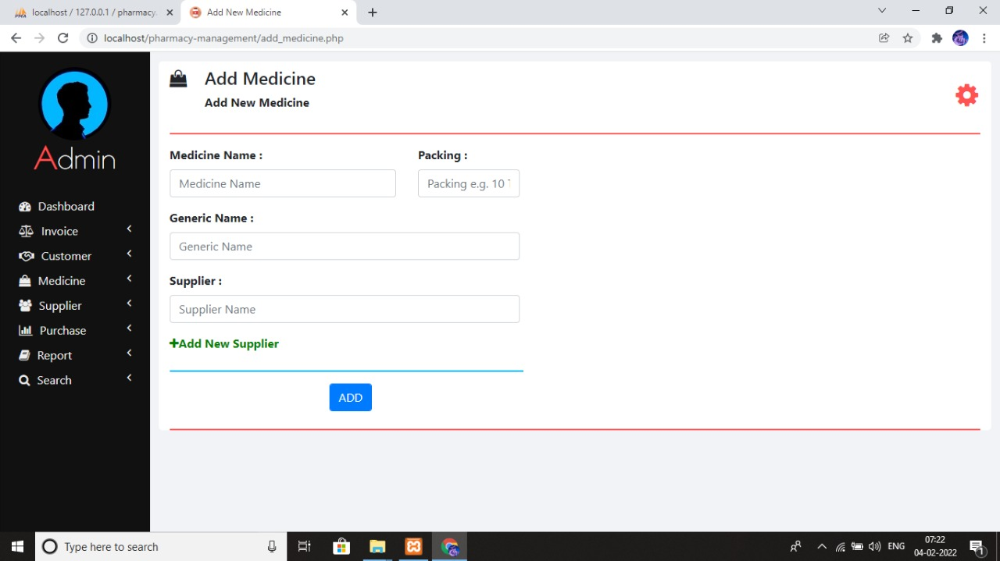 localhost / 127.0.0.1 / pharmacy.
Add New Medicine
localhost/pharmacy-management/add_medicine.php
Admin
Dashboard
Invoice
Customer
Medicine
Supplier
Purchase
Report
Search
Add Medicine
Add New Medicine
Medicine Name :
Packing :
Medicine Name
Packing e.g. 10
Generic Name :
Generic Name
Supplier :
Supplier Name
Add New Supplier
ADD
Type here to search
ENG
07:22
04-02-2022
1